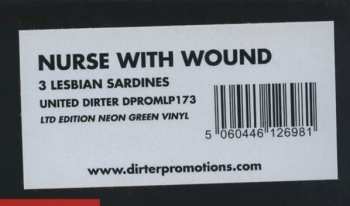 NURSE WITH WOUND
3 LESBIAN SARDINES
UNITED DIRTER DPROMLP173
LTD EDITION NEON GREEN VINYL
5 060446 126981
www.dirterpromotions.com